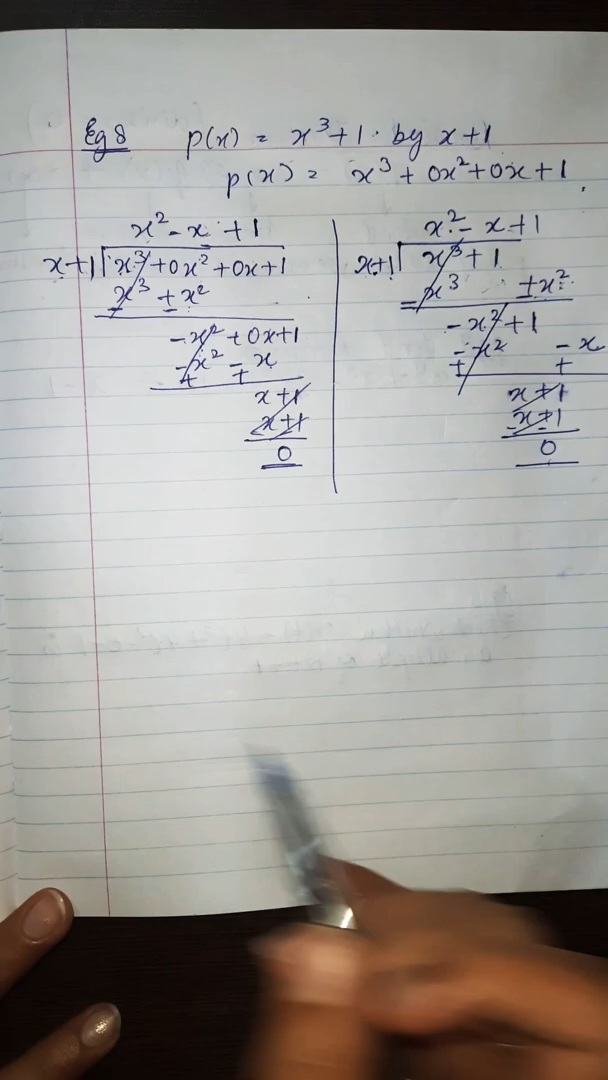 Eg 8 p(x) = x³+1. by x+1
p(x) = x³ + 0x² + 0x + 1.
x² - x + 1
x+1 x³ + 0x² + 0x + 1
- x³ ± x²
- x² + 0x + 1
- x² - x
+ +
x + 1
x + 1
0
x² - x + 1
x+1 x³ + 1
- x³ ± x²
- x² + 1
- x² - x
+ +
x + 1
- x ± 1
0